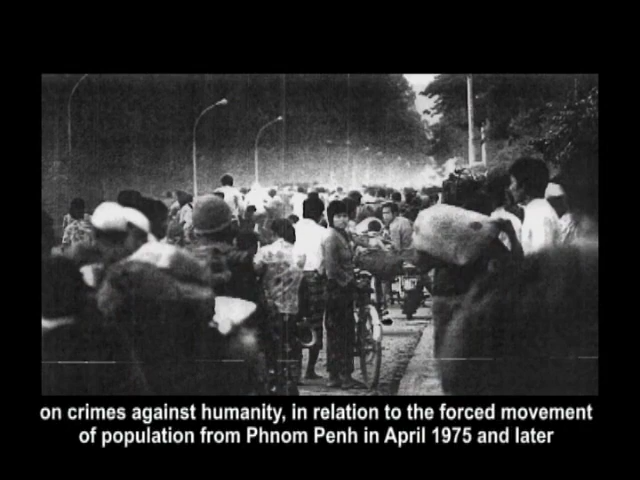 on crimes against humanity, in relation to the forced movement
of population from Phnom Penh in April 1975 and later